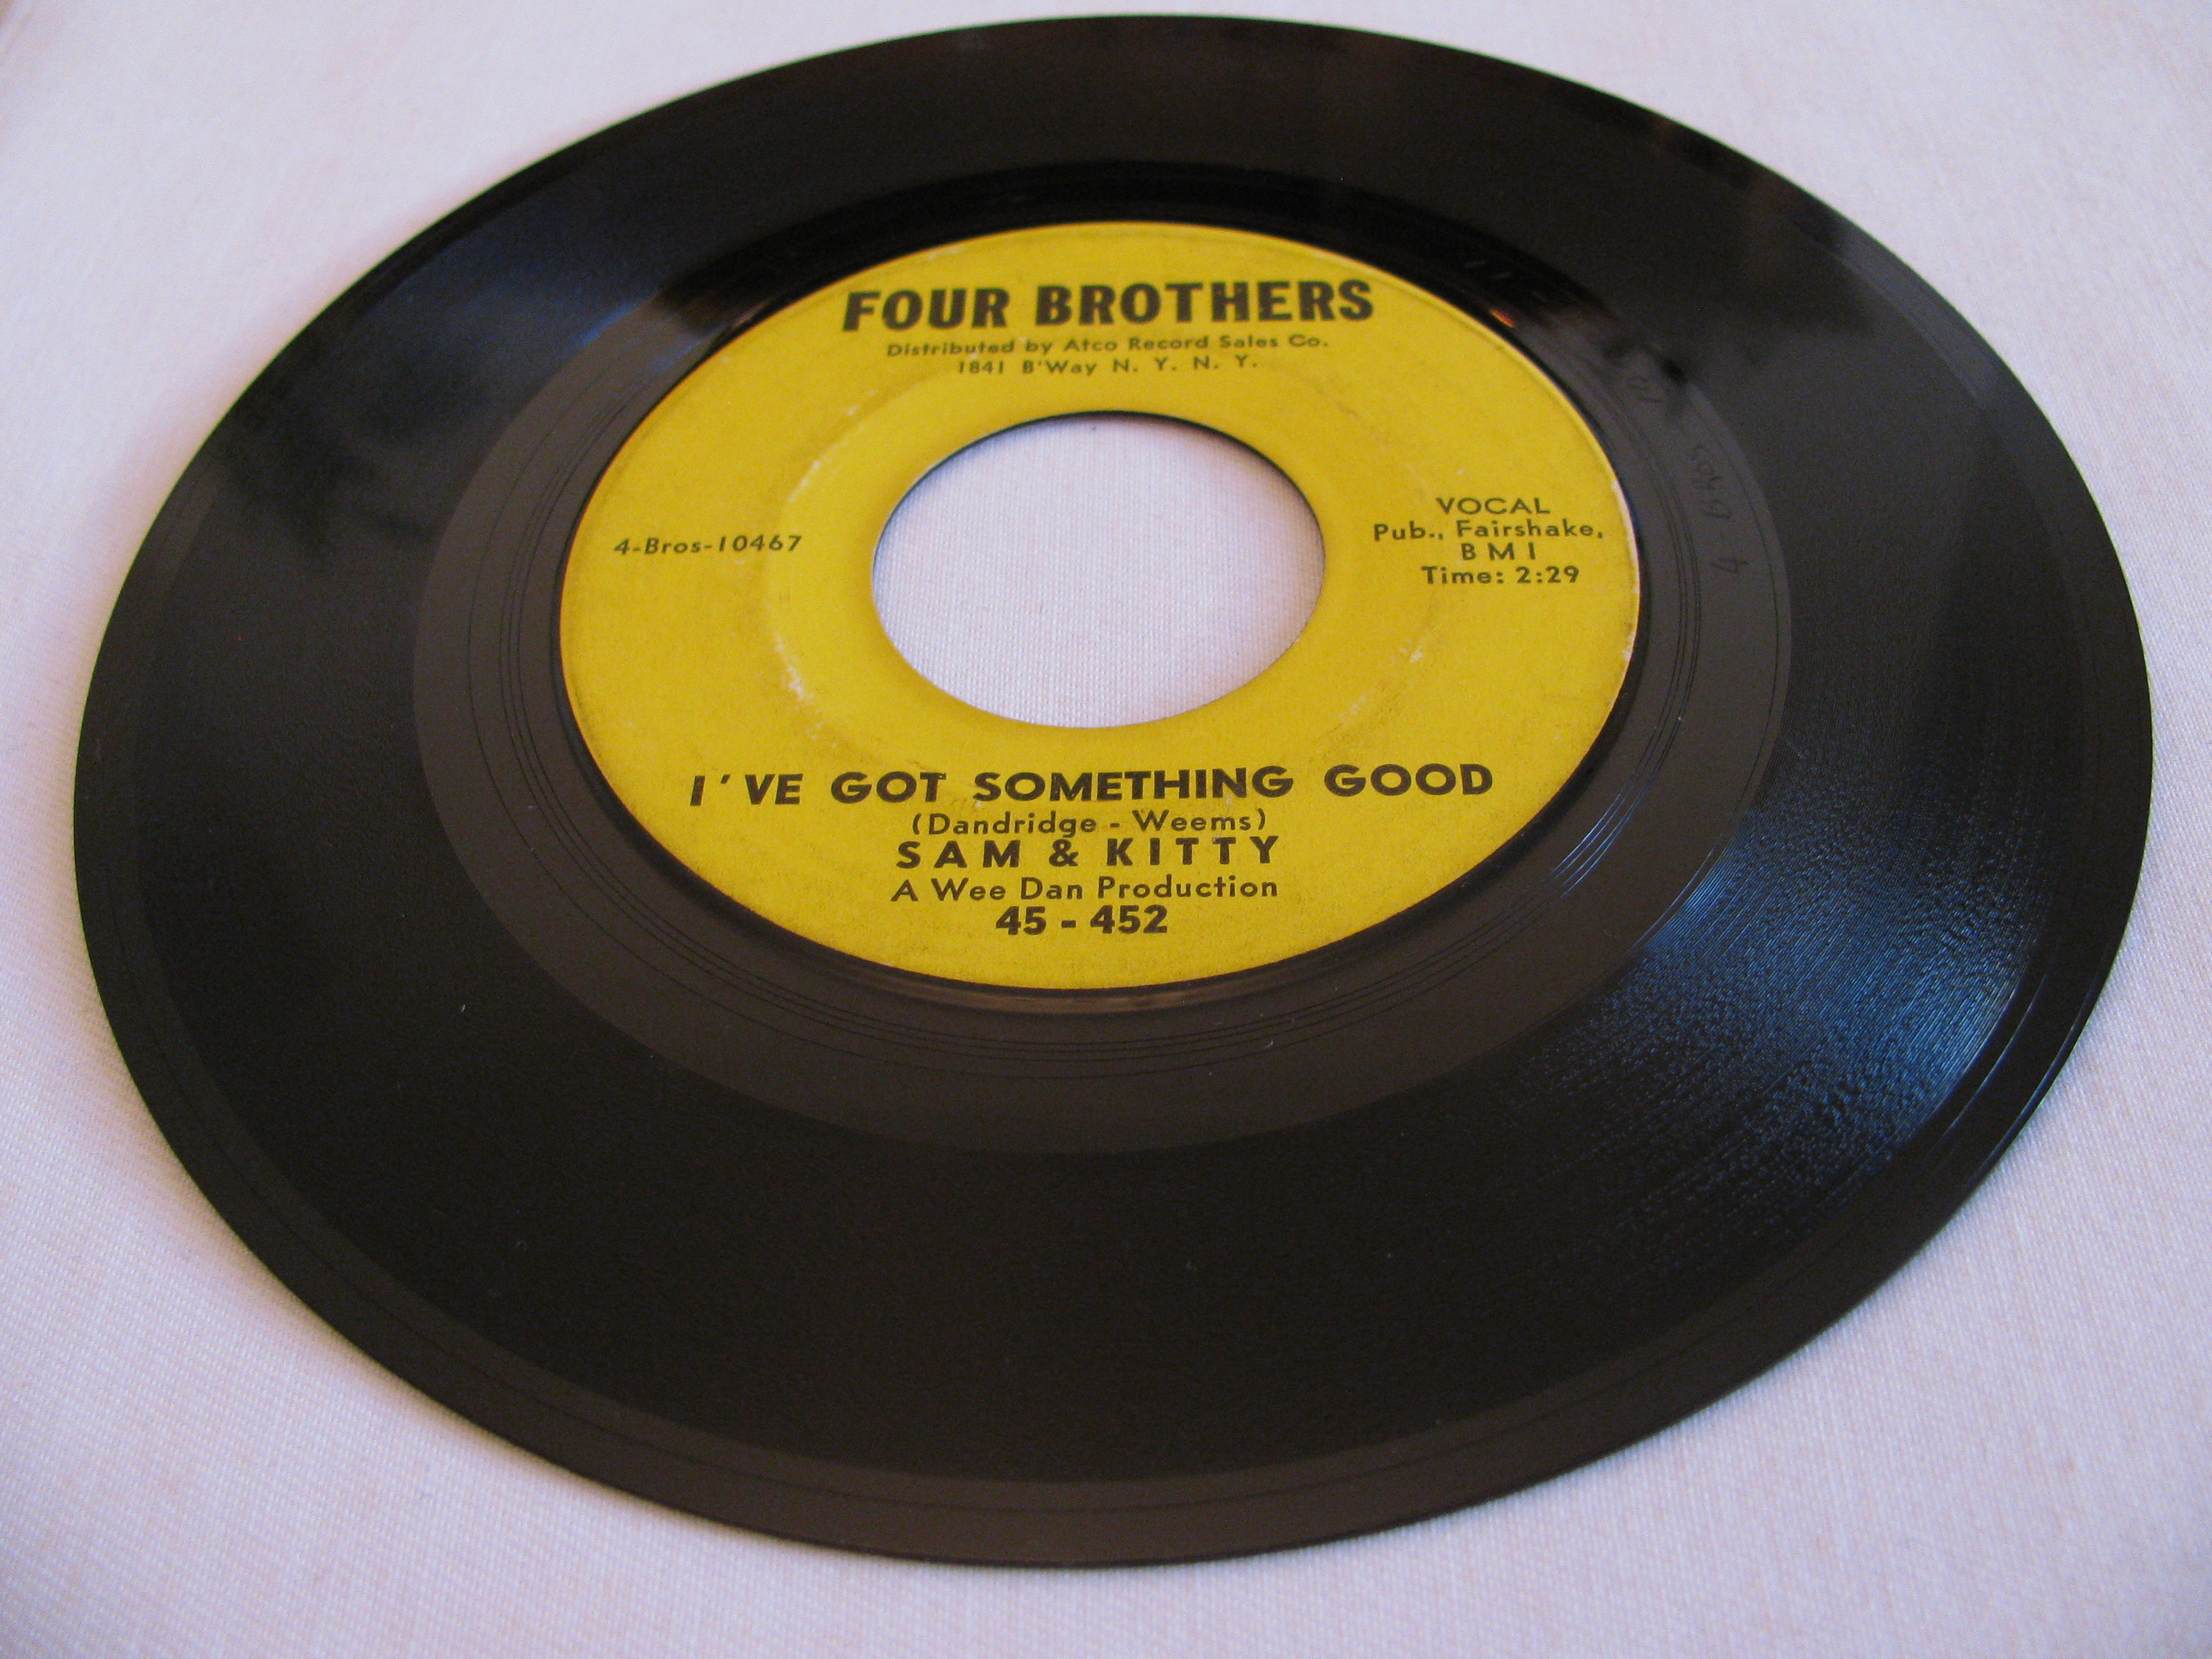 FOUR BROTHERS
Distributed by Atco Record Sales Co.
1841 B'Way N. Y. N. Y.
4-Bros-10467
VOCAL
Pub., Fairshake,
B M I
Time: 2:29
I'VE GOT SOMETHING GOOD
(Dandridge - Weems)
SAM & KITTY
A Wee Dan Production
45 - 452